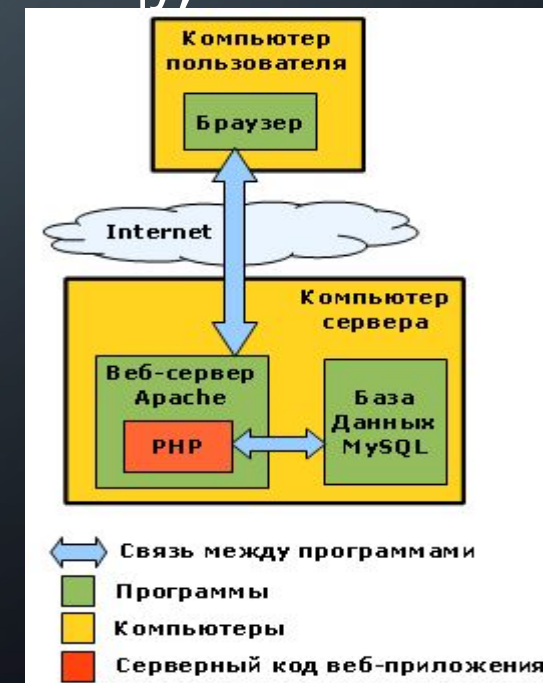 Компьютер
пользователя
Браузер
Internet
Компьютер
сервера
Веб-сервер
Apache
PHP
База
Данных
MySQL
Связь между программами
Программы
Компьютеры
Серверный код веб-приложения